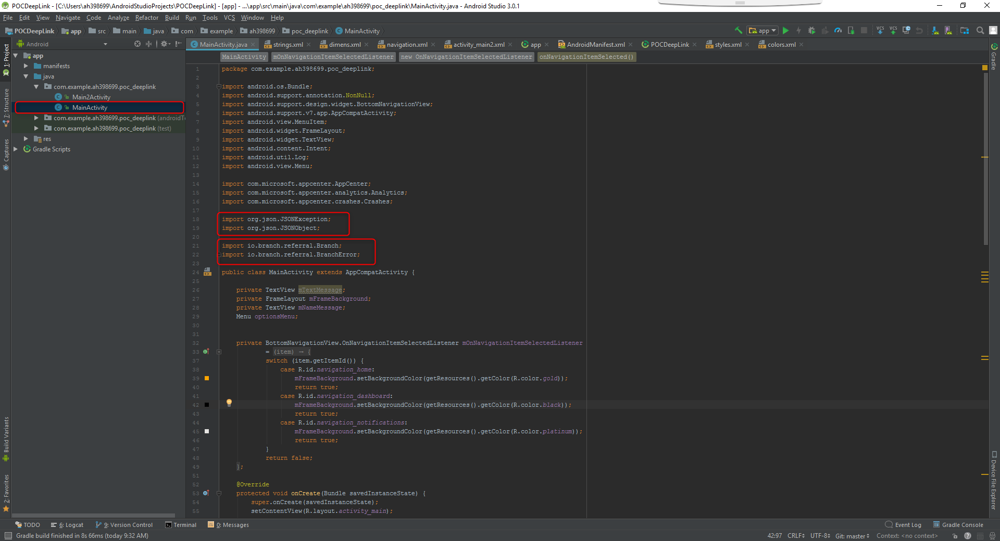 POCDeepLink - [C:\Users\ah398699\AndroidStudioProjects\POCDeepLink] - [app] - ...\app\src\main\java\com\example\ah398699\poc_deeplink\MainActivity.java - Android Studio 3.0.1
File Edit View Navigate Code Analyze Refactor Build Run Tools VCS Window Help
POCDeepLink app src main java com example ah398699 poc_deeplink MainActivity
app
VCS VCS
Android
MainActivity.java strings.xml dimens.xml navigation.xml activity_main2.xml app AndroidManifest.xml POCDeepLink styles.xml colors.xml
MainActivity mOnNavigationItemSelectedListener new OnNavigationItemSelectedListener onNavigationItemSelected()
1: Project
7: Structure
Captures
Build Variants
2: Favorites
app
manifests
java
com.example.ah398699.poc_deeplink
Main2Activity
MainActivity
com.example.ah398699.poc_deeplink (androidTe
com.example.ah398699.poc_deeplink (test)
res
Gradle Scripts
1 package com.example.ah398699.poc_deeplink;
2
3 import android.os.Bundle;
4 import android.support.annotation.NonNull;
5 import android.support.design.widget.BottomNavigationView;
6 import android.support.v7.app.AppCompatActivity;
7 import android.view.MenuItem;
8 import android.widget.FrameLayout;
9 import android.widget.TextView;
10 import android.content.Intent;
11 import android.util.Log;
12 import android.view.Menu;
13
14 import com.microsoft.appcenter.AppCenter;
15 import com.microsoft.appcenter.analytics.Analytics;
16 import com.microsoft.appcenter.crashes.Crashes;
17
18 import org.json.JSONException;
19 import org.json.JSONObject;
20
21 import io.branch.referral.Branch;
22 import io.branch.referral.BranchError;
23
24 public class MainActivity extends AppCompatActivity {
25
26 private TextView mTextMessage;
27 private FrameLayout mFrameBackground;
28 private TextView mNameMessage;
29 Menu optionsMenu;
30
31
32 private BottomNavigationView.OnNavigationItemSelectedListener mOnNavigationItemSelectedListener
33 = (item) → {
37 switch (item.getItemId()) {
38 case R.id.navigation_home:
39 mFrameBackground.setBackgroundColor(getResources().getColor(R.color.gold));
40 return true;
41 case R.id.navigation_dashboard:
42 mFrameBackground.setBackgroundColor(getResources().getColor(R.color.black));
43 return true;
44 case R.id.navigation_notifications:
45 mFrameBackground.setBackgroundColor(getResources().getColor(R.color.platinum));
46 return true;
47 }
48 return false;
49 };
51
52 @Override
53 protected void onCreate(Bundle savedInstanceState) {
54 super.onCreate(savedInstanceState);
55 setContentView(R.layout.activity_main);
Gradle
Device File Explorer
TODO 6: Logcat 9: Version Control Terminal 0: Messages Event Log Gradle Console
Gradle build finished in 8s 66ms (today 9:32 AM) 42:97 CRLF UTF-8 Git: master Context: <no context>